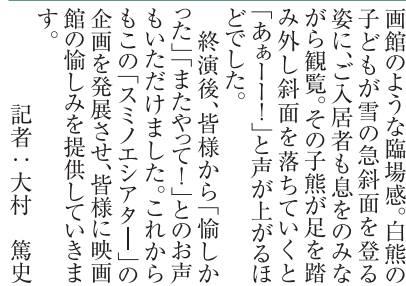 画館のような臨場感。白熊の
子どもが雪の急斜面を登る
姿に、ご入居者も息をのみな
がら観覧。その子熊が足を踏
み外し斜面を落ちていくと
「あぁーー！」と声が上がるほ
どでした。
終演後、皆様から「愉しか
った」「またやって！」とのお声
もいただけました。これから
もこの「スミノエシアター」の
企画を発展させ、皆様に映画
館の愉しみを提供していきま
す。
記者：大村　篤史